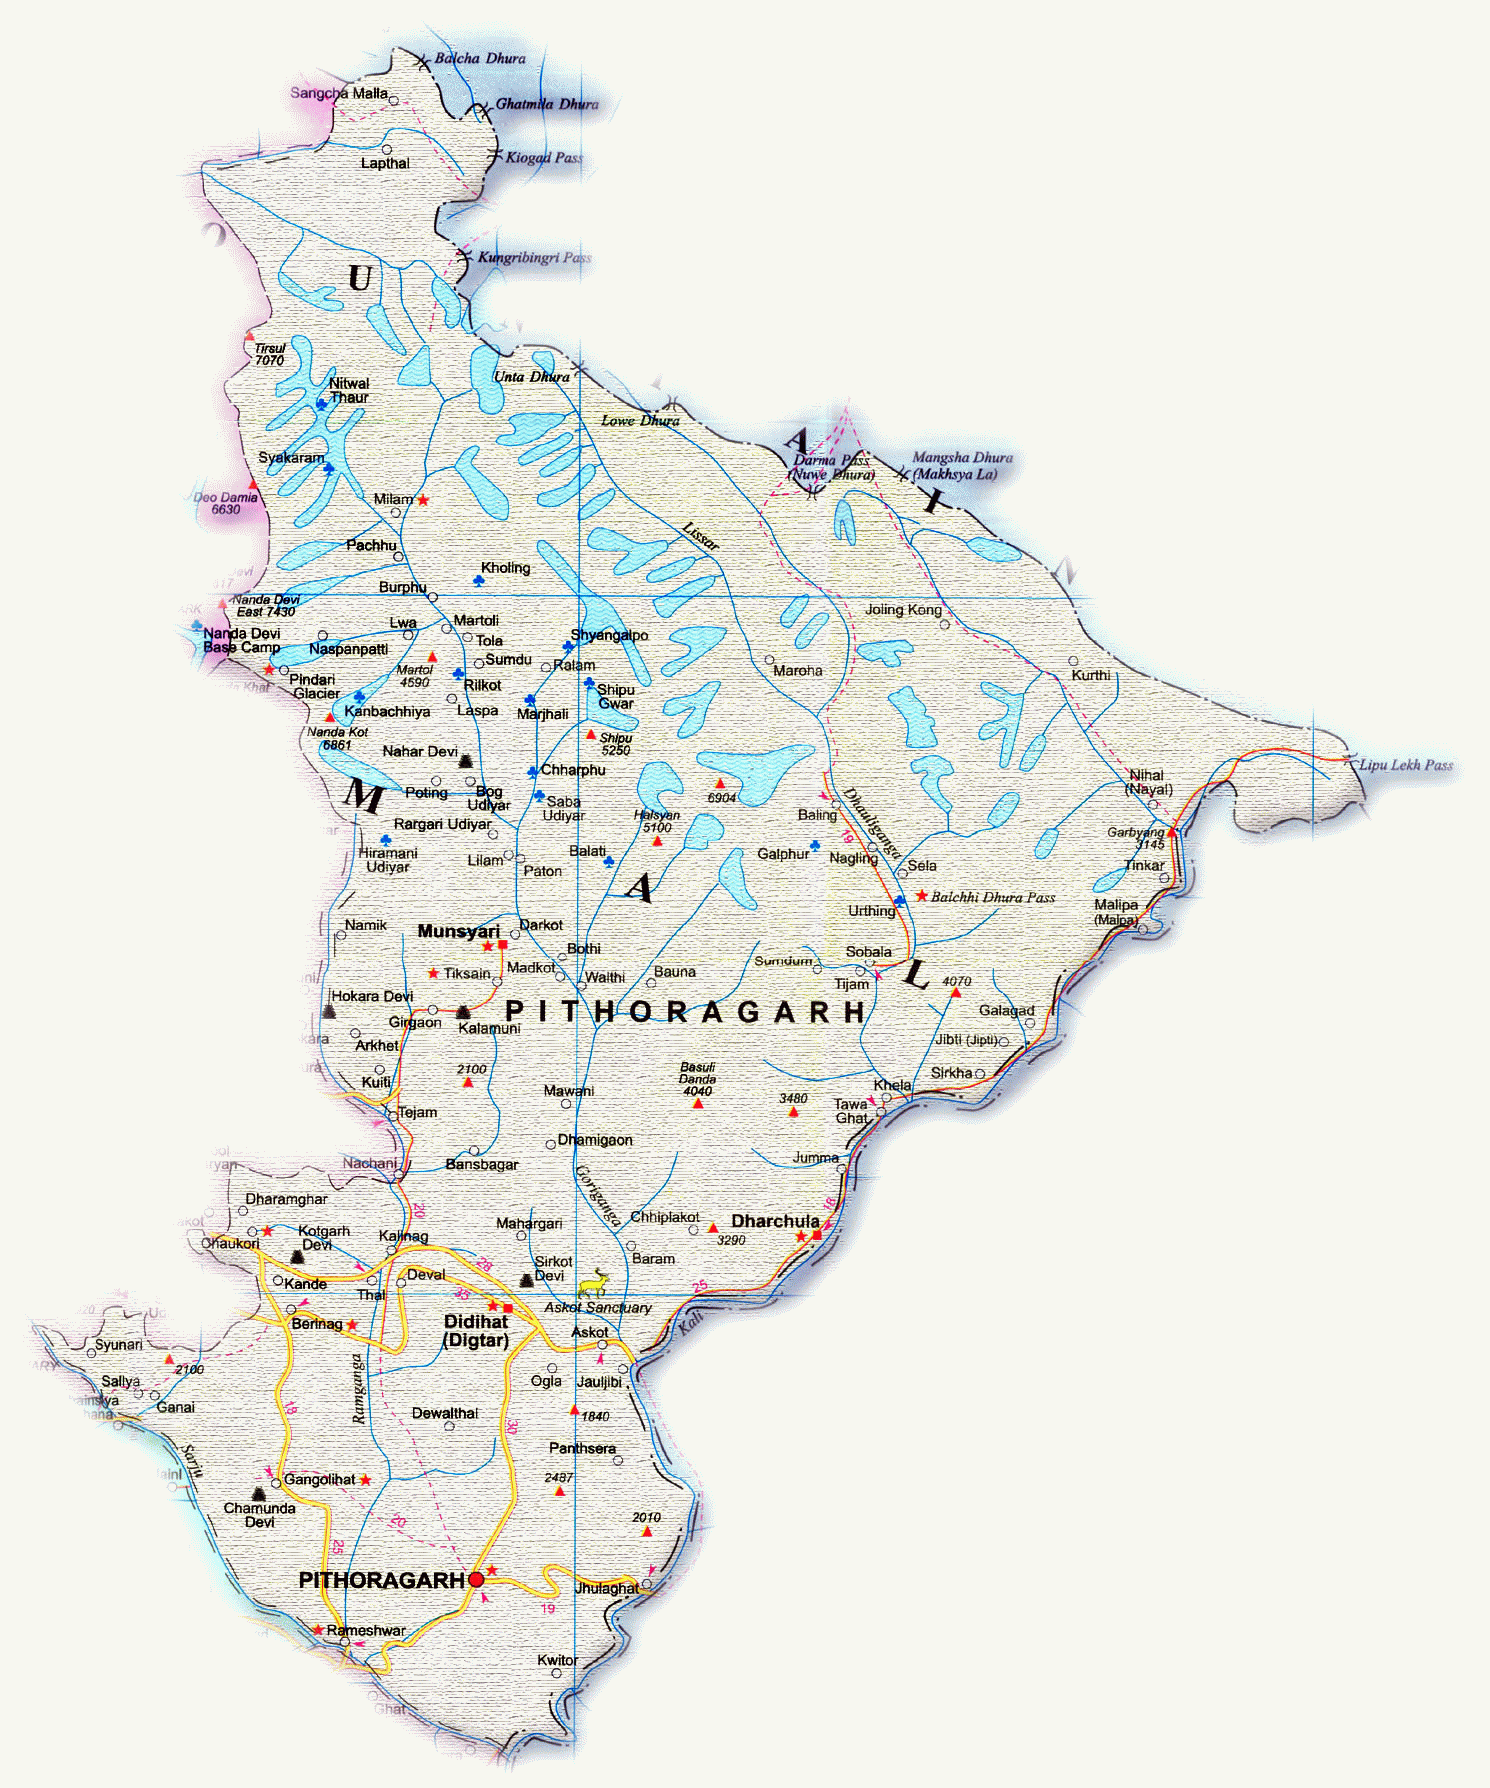 Balcha Dhura
Sangcha Malla
Ghatmila Dhura
Kiogad Pass
Lapthal
Kungribingri Pass
U
Tirsul
7070
Unta Dhura
Nitwal
Thaur
Lowe Dhura
A
Darma Pass
(Nuwe Dhura)
Mangsha Dhura
(Makhsya La)
Syakaram
Deo Damia
6630
Milam
I
Lissar
Pachhu
N
Kholing
Burphu
Nanda Devi
East 7430
Joling Kong
Nanda Devi
Base Camp
Lwa
Martoli
Tola
Shyangalpo
Naspanpatti
Martol
4590
Sumdu
Ralam
Maroha
Kurthi
Pindari
Glacier
Rilkot
Shipu
Gwar
Kanbachhiya
Laspa
Marjhali
Nanda Kot
6861
Shipu
5250
Nahar Devi
Chharphu
Lipu Lekh Pass
Nihal
(Nayal)
M
Poting
Bog
Udiyar
Saba
Udiyar
6904
Dhauliganga
Baling
19
Rargari Udiyar
Halsyan
5100
Garbyang
3145
Hiramani
Udiyar
Lilam
Paton
Balati
Galphur
Nagling
Sela
Tinkar
A
Balchhi Dhura Pass
Urthing
Malipa
(Malpa)
Namik
Munsyari
Darkot
Bothi
Sobala
Tiksain
Madkot
Waithi
Bauna
Sumdum
Tijam
L
4070
Hokara Devi
Girgaon
Kalamuni
PITHORAGARH
Galagad
Arkhet
Jibti (Jipti)
Kuiti
2100
Basuli
Danda
4040
Sirkha
Khela
Mawani
3480
Tawa
Ghat
Tejam
Dhamigaon
Nachani
Bansbagar
Jumma
Goriganga
Dharamghar
20
18
Chaukori
Kotgarh
Devi
Kalinag
Mahargari
Chhiplakot
3290
Dharchula
28
Sirkot
Devi
Baram
Kande
Thal
Deval
35
25
Askot Sanctuary
Kali
Berinag
Didihat
(Digtar)
Askot
Syunari
2100
Ramganga
Sallya
Ganai
Ogla
Jauljibi
18
Dewalthal
30
1840
Sarju
Panthsera
Gangolihat
2487
Chamunda
Devi
20
2010
25
PITHORAGARH
Jhulaghat
19
Rameshwar
Kwitor
Ghat